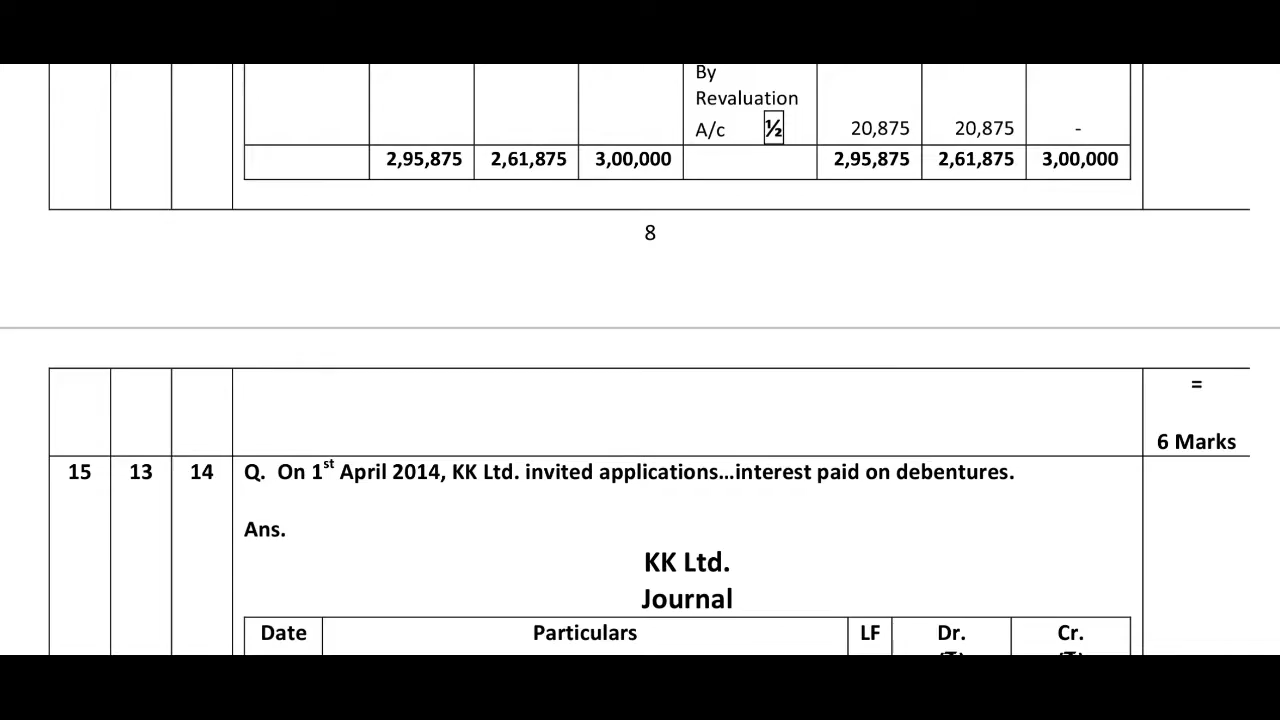 By
Revaluation
A/c ½ 20,875 20,875 -
2,95,875 2,61,875 3,00,000 2,95,875 2,61,875 3,00,000
8
=
6 Marks
15 13 14 Q. On 1st April 2014, KK Ltd. invited applications...interest paid on debentures.
Ans.
KK Ltd.
Journal
Date Particulars LF Dr. Cr.